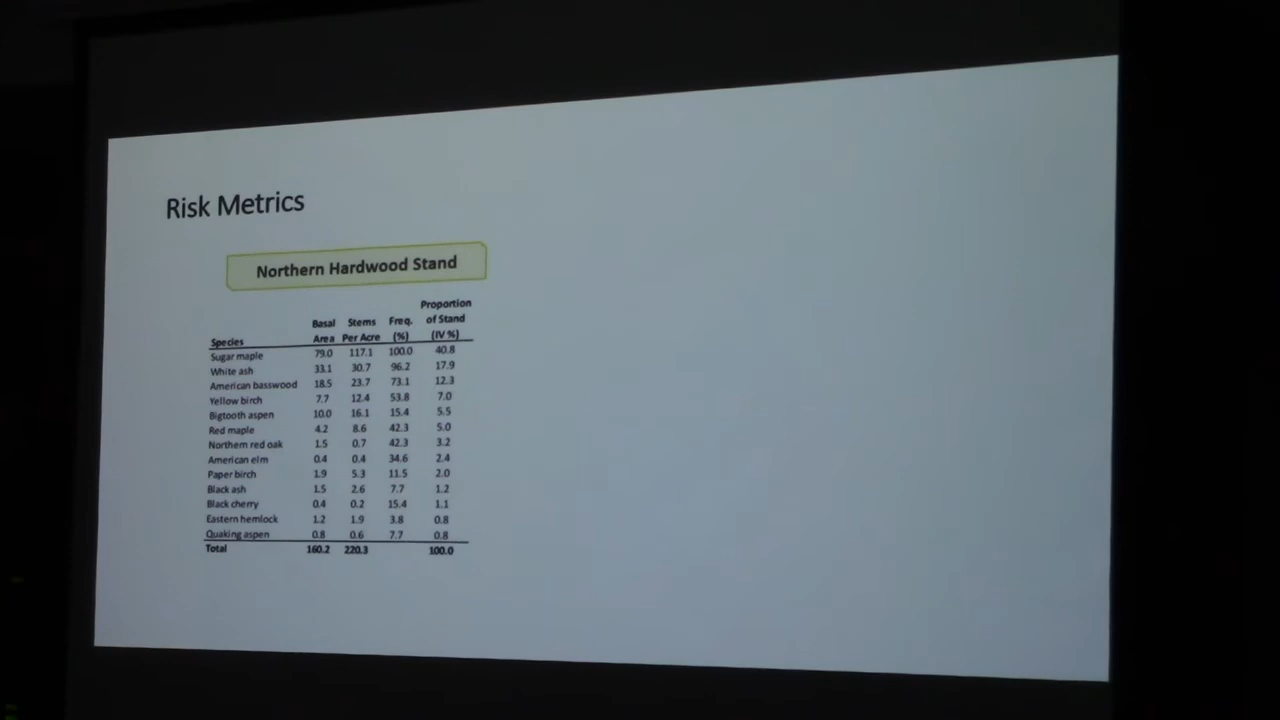 Risk Metrics
Northern Hardwood Stand
Species Basal Area Stems Per Acre Freq. (%) Proportion of Stand (IV %)
Sugar maple 79.0 117.1 100.0 40.8
White ash 33.1 30.7 96.2 17.9
American basswood 18.5 23.7 73.1 12.3
Yellow birch 7.7 12.4 53.8 7.0
Bigtooth aspen 10.0 16.1 15.4 5.5
Red maple 4.2 8.6 42.3 5.0
Northern red oak 1.5 0.7 42.3 3.2
American elm 0.4 0.4 34.6 2.4
Paper birch 1.9 5.3 11.5 2.0
Black ash 1.5 2.6 7.7 1.2
Black cherry 0.4 0.2 15.4 1.1
Eastern hemlock 1.2 1.9 3.8 0.8
Quaking aspen 0.8 0.6 7.7 0.8
Total 160.2 220.3 100.0